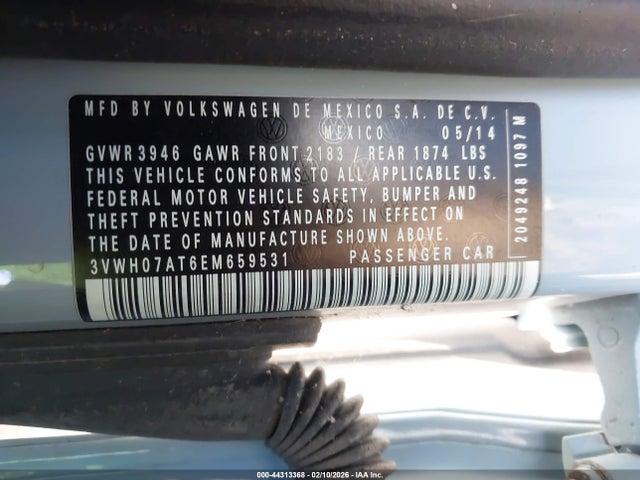 MFD BY VOLKSWAGEN DE MEXICO S.A. DE C.V.
MEXICO 05/14
GVWR 3946 GAWR FRONT 2183 / REAR 1874 LBS
THIS VEHICLE CONFORMS TO ALL APPLICABLE U.S.
FEDERAL MOTOR VEHICLE SAFETY, BUMPER AND
THEFT PREVENTION STANDARDS IN EFFECT ON
THE DATE OF MANUFACTURE SHOWN ABOVE.
3VWH07AT6EM659531 PASSENGER CAR
2049248 1097 M
000-44313368 - 02/10/2026 - IAA Inc.